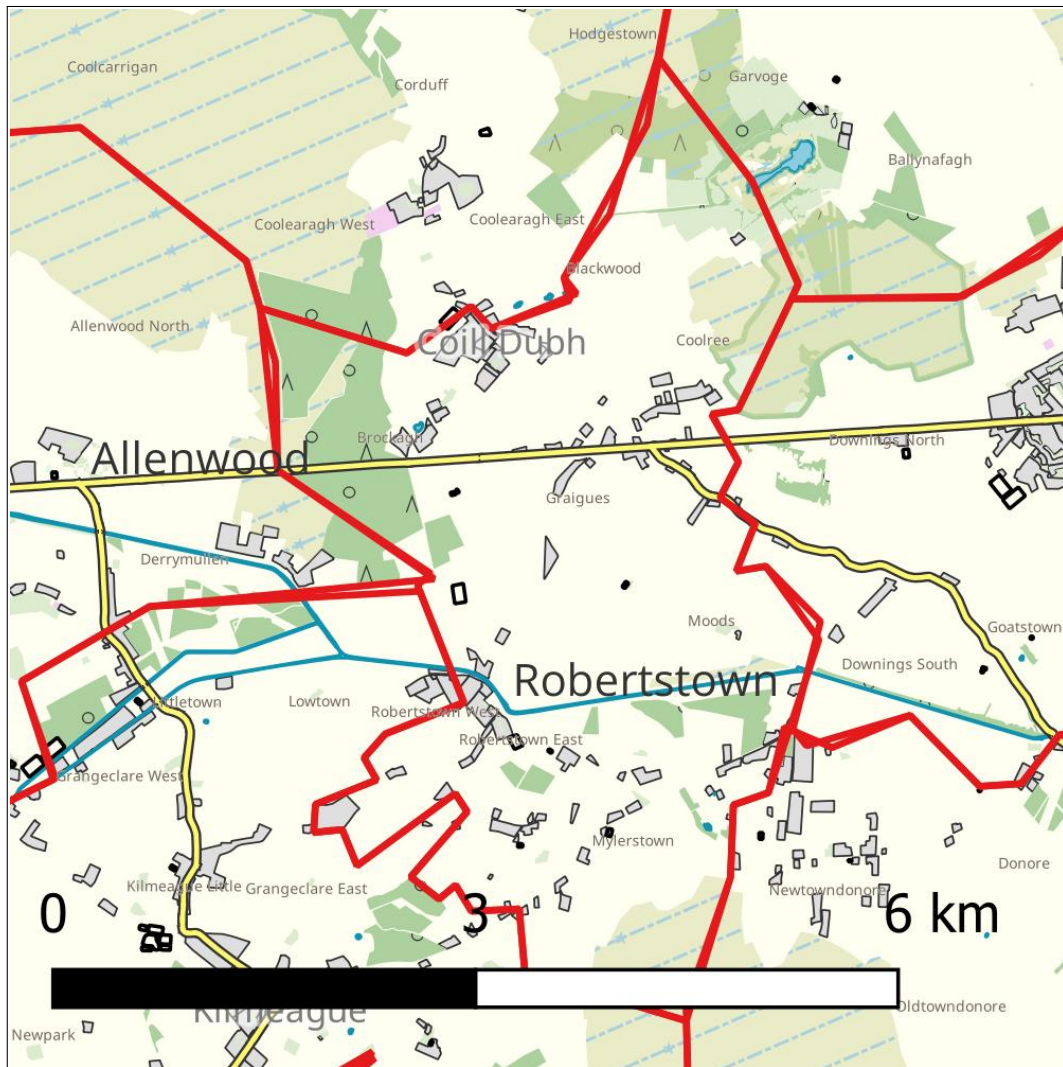 Hodgestown
Coolcarrigan
Garvoge
Corduff
Ballynafagh
Coolearagh West
Coolearagh East
Blackwood
Allenwood North
Coill Dubh
Coolree
Brockagh
Downings North
Allenwood
Graigues
Derrymullen
Moods
Goatstown
Downings South
Robertstown
Littletown
Lowtown
Robertstown West
Robertstown East
Grangeclare West
Mylerstown
Donore
Kilmeague Little
Grangeclare East
Newtowndonore
0
3
6 km
Oldtowndonore
Kilmeague
Newpark